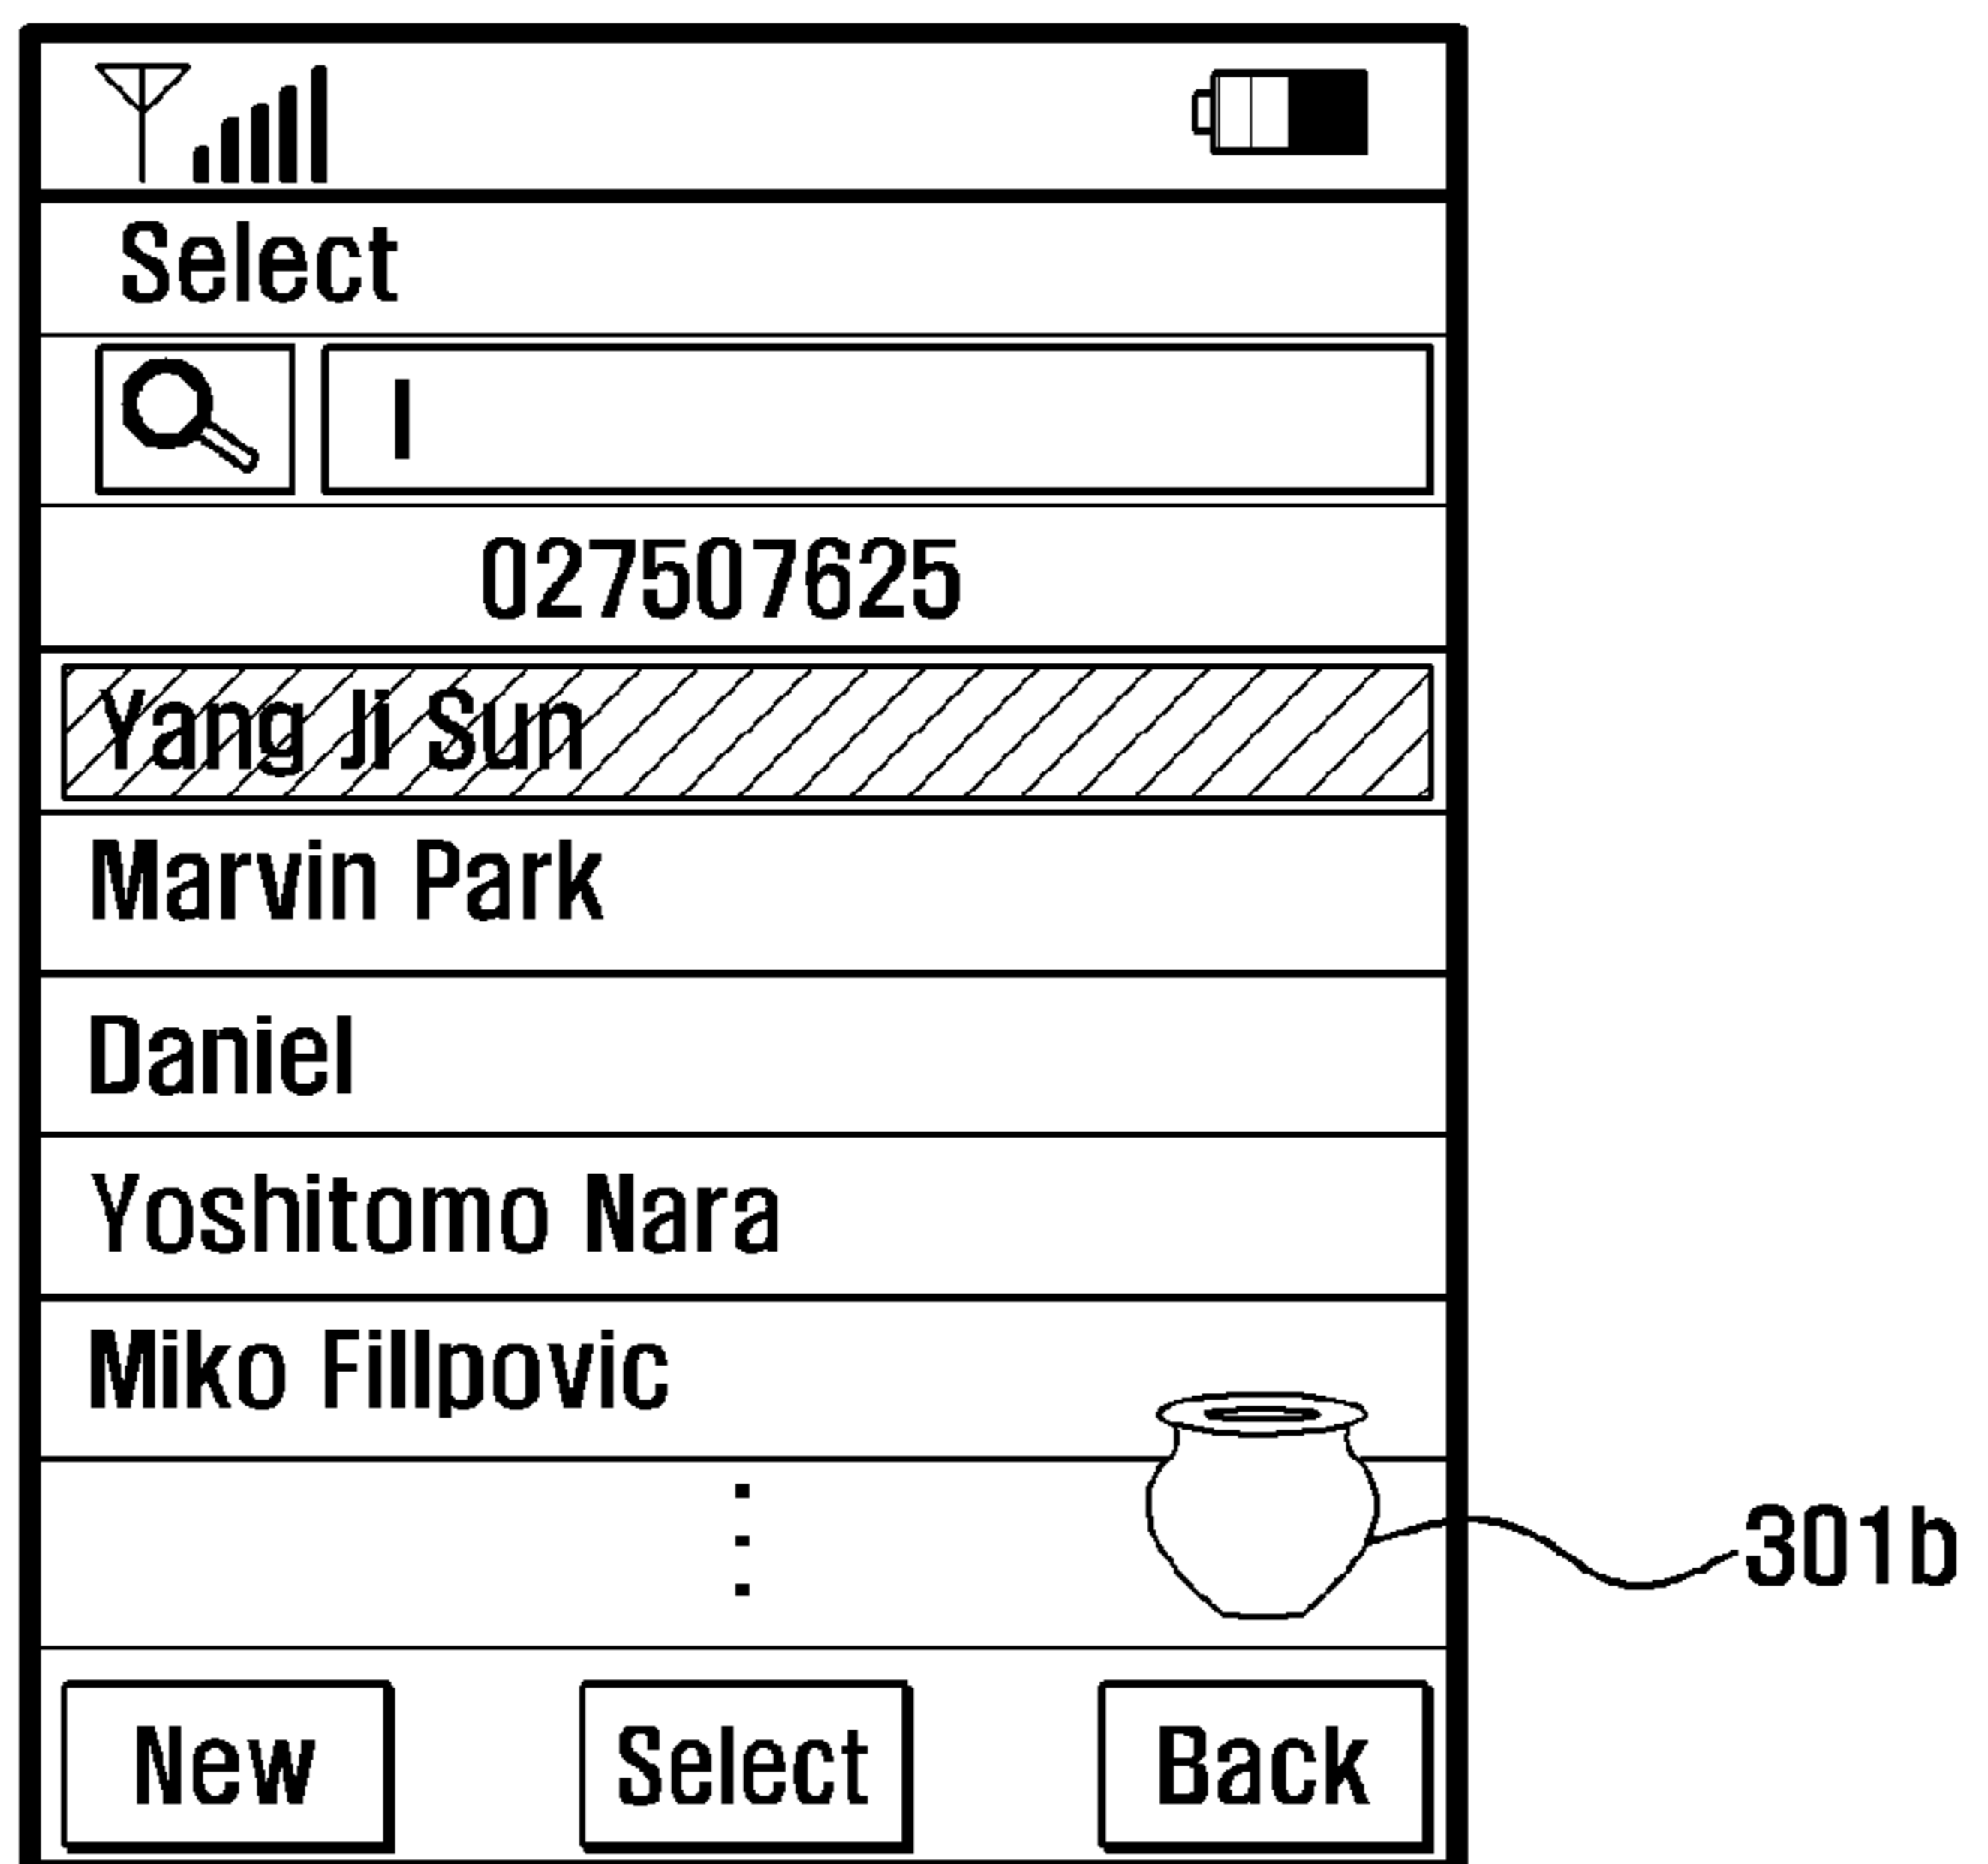 Select
027507625
Yang Ji Sun
Marvin Park
Daniel
Yoshitomo Nara
Miko Fillpovic
301b
New Select Back